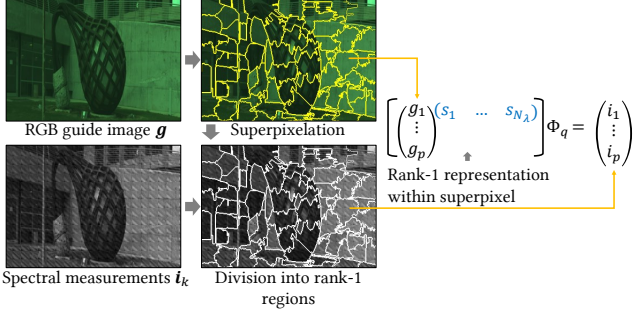 RGB guide image g
Superpixelation
Spectral measurements i_k
Division into rank-1
regions
[(g_1 ⋮ g_p) (s_1 … s_{N_λ})] Φ_q = (i_1 ⋮ i_p)
Rank-1 representation
within superpixel